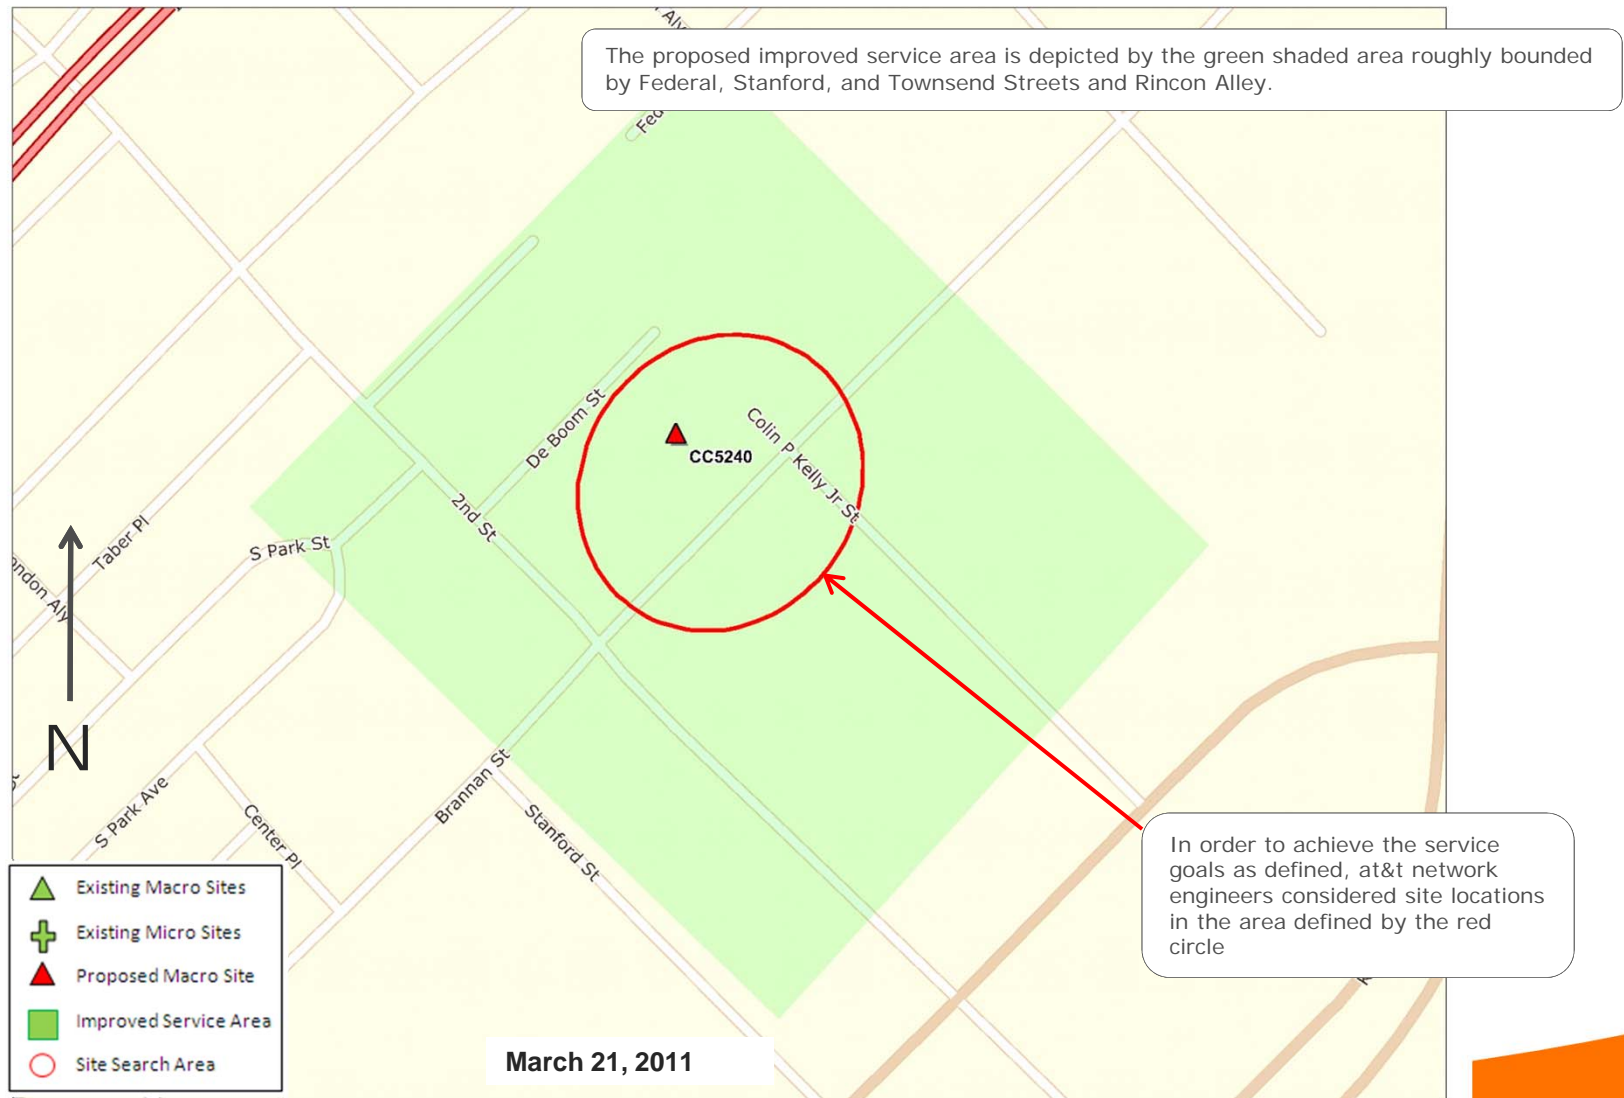 The proposed improved service area is depicted by the green shaded area roughly bounded
by Federal, Stanford, and Townsend Streets and Rincon Alley.
Aly
Fed
De Boom St
Colin P Kelly Jr St
CC5240
2nd St
Taber Pl
S Park St
ondon Aly
N
S Park Ave
Center Pl
Brannan St
Stanford St
In order to achieve the service
goals as defined, at&t network
engineers considered site locations
in the area defined by the red
circle
Existing Macro Sites
Existing Micro Sites
Proposed Macro Site
Improved Service Area
Site Search Area
March 21, 2011